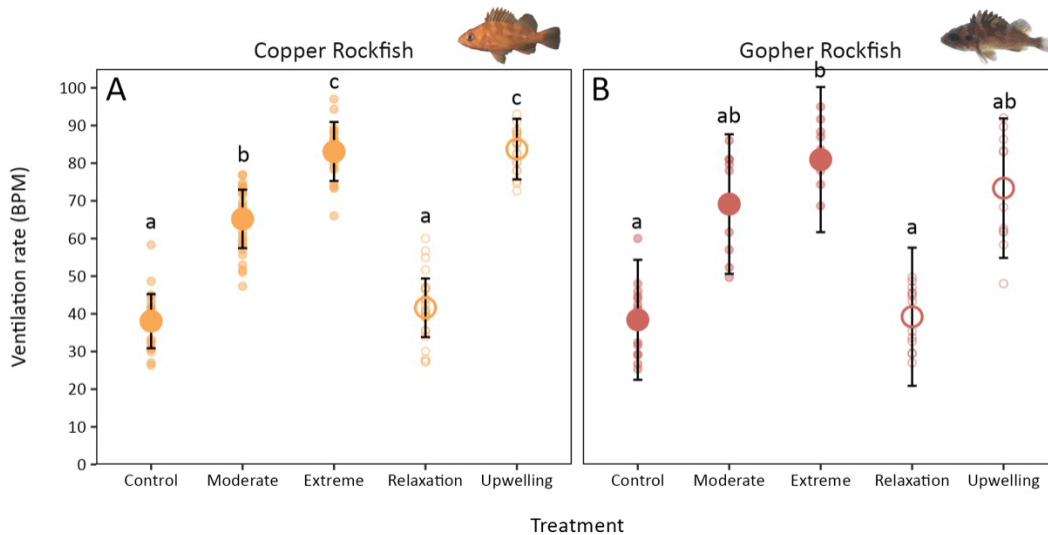 Copper Rockfish
Gopher Rockfish
A
B
Ventilation rate (BPM)
100
90
80
70
60
50
40
30
20
10
0
a
b
c
a
c
a
ab
b
a
ab
Control
Moderate
Extreme
Relaxation
Upwelling
Control
Moderate
Extreme
Relaxation
Upwelling
Treatment